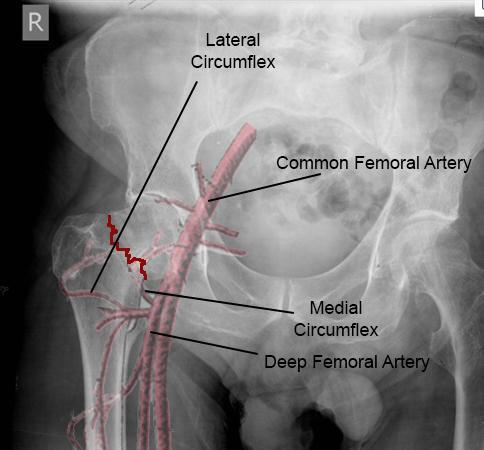 R
Lateral
Circumflex
Common Femoral Artery
Medial
Circumflex
Deep Femoral Artery